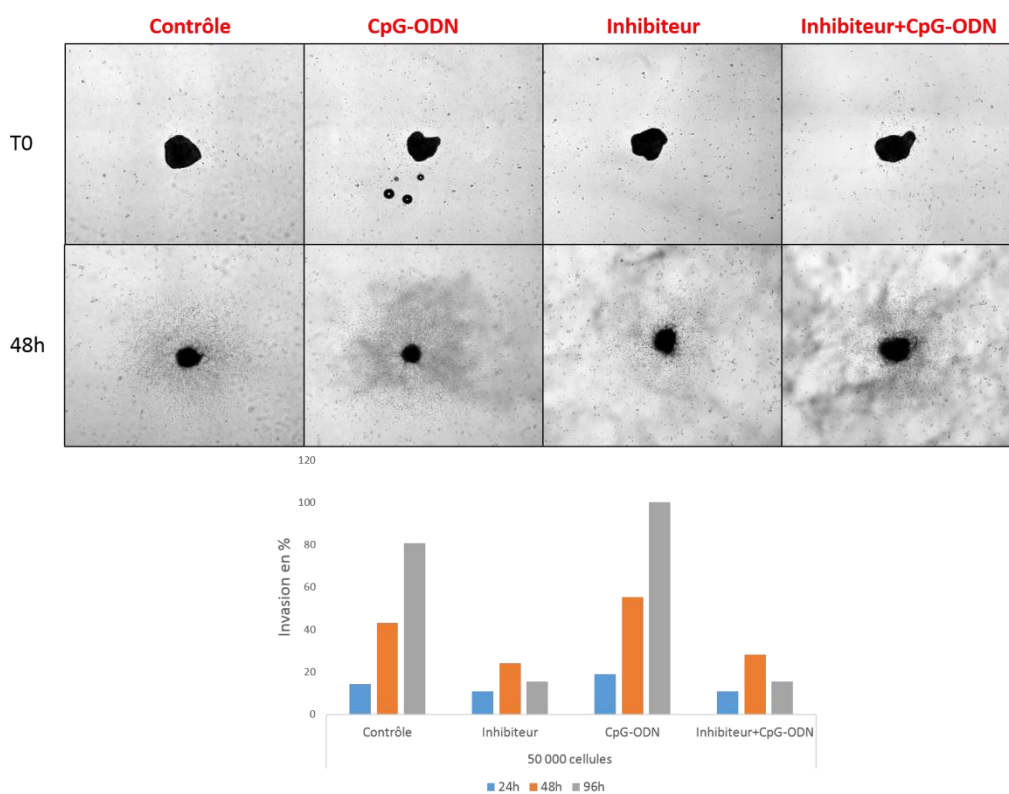 Contrôle CpG-ODN Inhibiteur Inhibiteur+CpG-ODN
T0
48h
120
100
80
60
40
20
0
Invasion en %
Contrôle Inhibiteur CpG-ODN Inhibiteur+CpG-ODN
50 000 cellules
24h 48h 96h